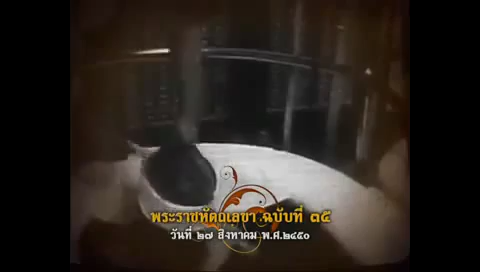 พระราชหัตถเลขา ฉบับที่ ๓๕
วันที่ ๒๗ สิงหาคม พ.ศ.๒๔๕๐